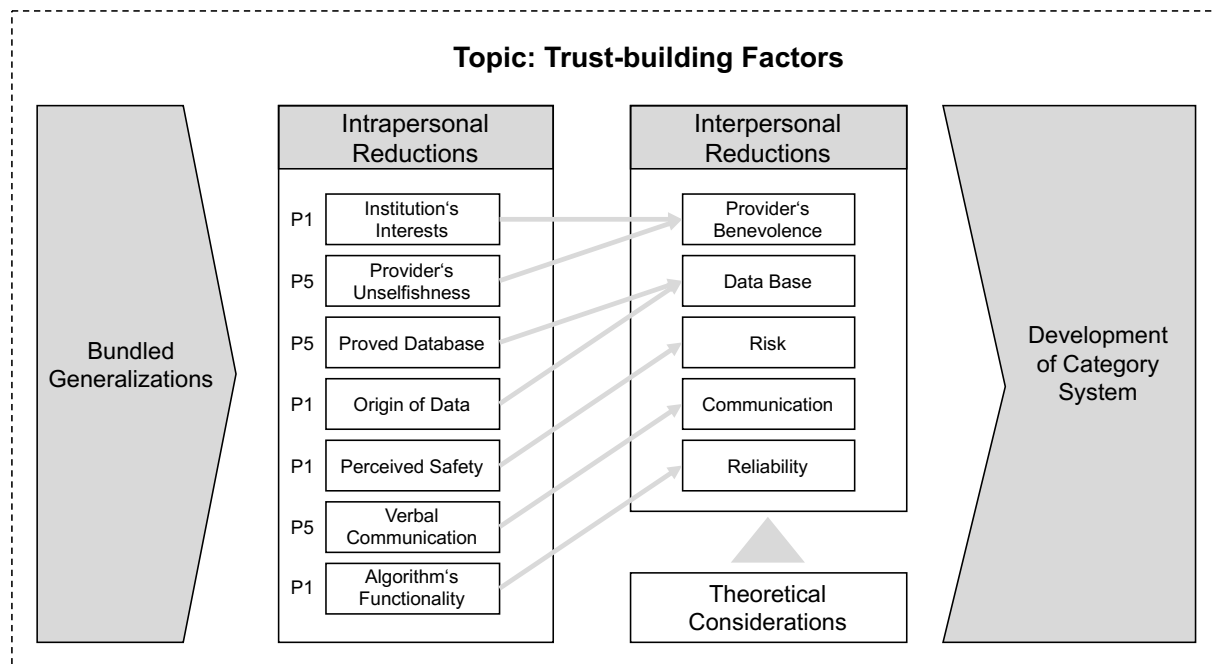 Topic: Trust-building Factors
Bundled
Generalizations
Intrapersonal
Reductions
P1
Institution‘s
Interests
P5
Provider‘s
Unselfishness
P5
Proved Database
P1
Origin of Data
P1
Perceived Safety
P5
Verbal
Communication
P1
Algorithm‘s
Functionality
Interpersonal
Reductions
Provider‘s
Benevolence
Data Base
Risk
Communication
Reliability
Theoretical
Considerations
Development
of Category
System